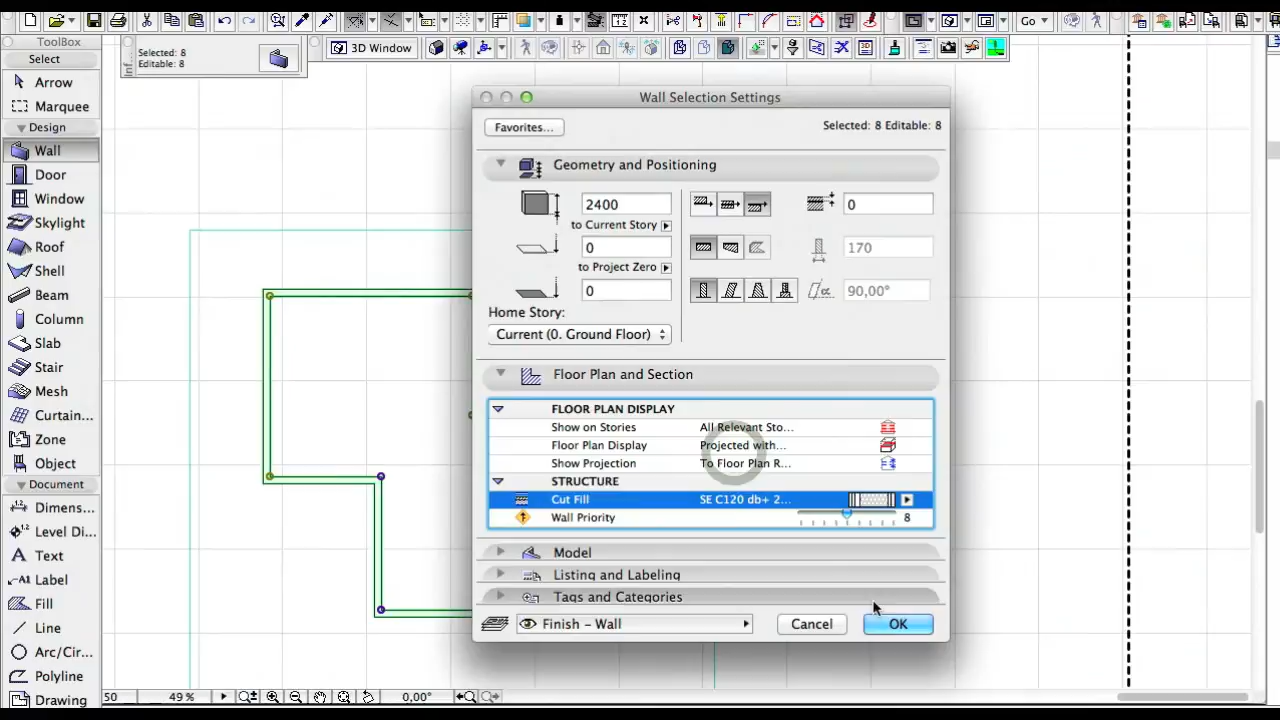 Go
ToolBox
Select
Arrow
Marquee
Design
Wall
Door
Window
Skylight
Roof
Shell
Beam
Column
Slab
Stair
Mesh
Curtain...
Zone
Object
Document
Dimens...
Level Di...
Text
Label
Fill
Line
Arc/Cir...
Polyline
Drawing
Selected: 8
Editable: 8
3D Window
Wall Selection Settings
Favorites...
Selected: 8 Editable: 8
Geometry and Positioning
2400
to Current Story
0
to Project Zero
0
Home Story:
Current (0. Ground Floor)
0
170
90,00°
Floor Plan and Section
FLOOR PLAN DISPLAY
Show on Stories All Relevant Sto...
Floor Plan Display Projected with...
Show Projection To Floor Plan R...
STRUCTURE
Cut Fill SE C120 db+ 2...
Wall Priority 8
Model
Listing and Labeling
Tags and Categories
Finish - Wall
Cancel
OK
50
49 %
0,00°